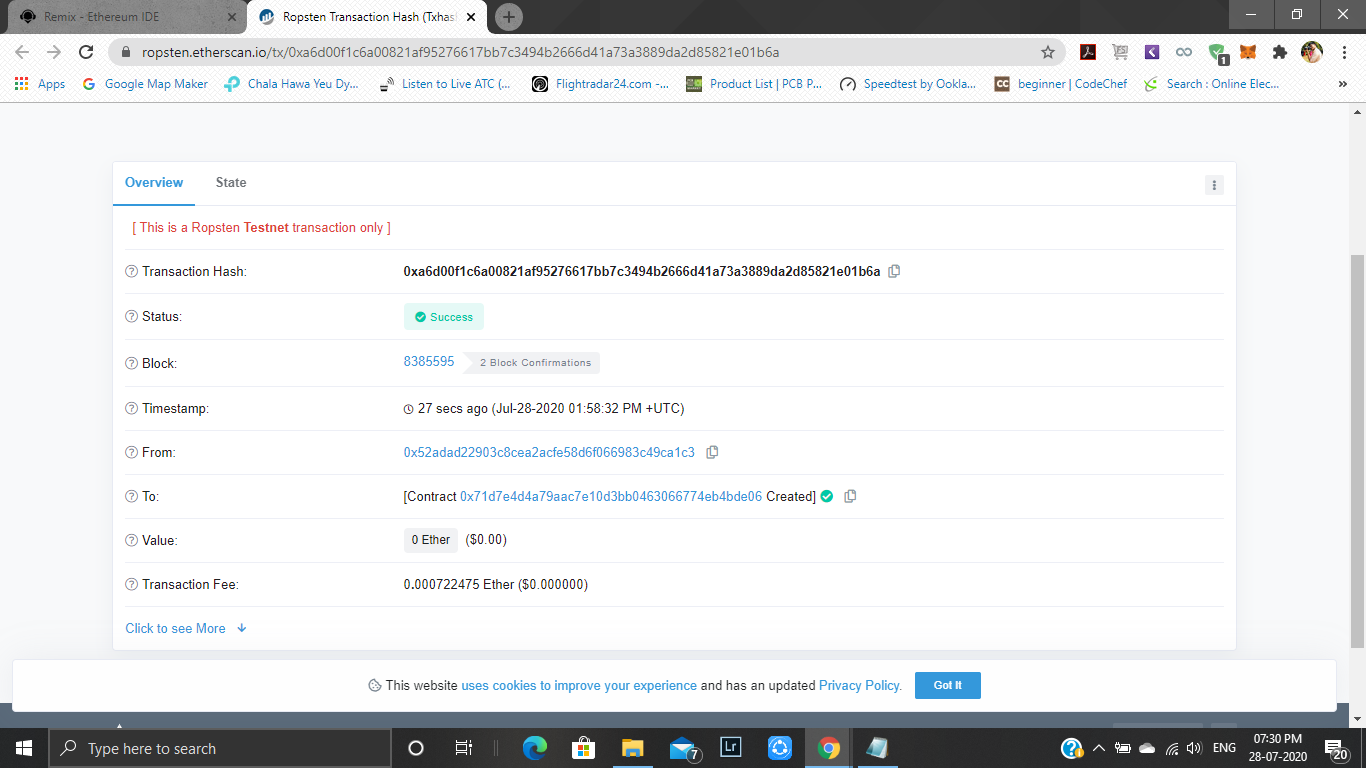 Remix - Ethereum IDE
Ropsten Transaction Hash (Txhas
ropsten.etherscan.io/tx/0xa6d00f1c6a00821af95276617bb7c3494b2666d41a73a3889da2d85821e01b6a
1
Apps
Google Map Maker
Chala Hawa Yeu Dy...
Listen to Live ATC (...
Flightradar24.com -...
Product List | PCB P...
Speedtest by Ookla...
CC
beginner | CodeChef
Search : Online Elec...
»
Overview
State
[ This is a Ropsten Testnet transaction only ]
Transaction Hash:
0xa6d00f1c6a00821af95276617bb7c3494b2666d41a73a3889da2d85821e01b6a
Status:
Success
Block:
8385595
2 Block Confirmations
Timestamp:
27 secs ago (Jul-28-2020 01:58:32 PM +UTC)
From:
0x52adad22903c8cea2acfe58d6f066983c49ca1c3
To:
[Contract 0x71d7e4d4a79aac7e10d3bb0463066774eb4bde06 Created]
Value:
0 Ether ($0.00)
Transaction Fee:
0.000722475 Ether ($0.000000)
Click to see More
This website uses cookies to improve your experience and has an updated Privacy Policy.
Got It
Type here to search
7
Lr
ENG
07:30 PM
28-07-2020
20